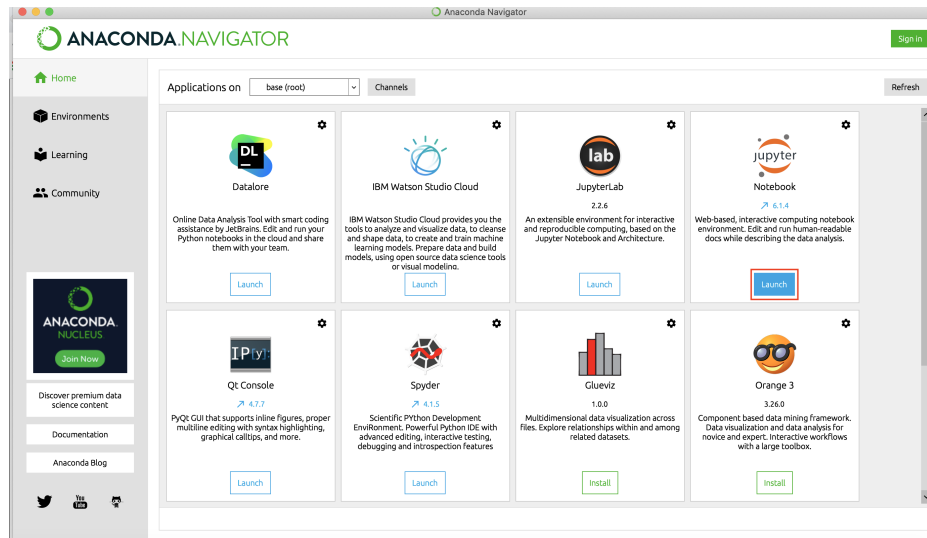 Anaconda Navigator
ANACONDA.NAVIGATOR
Sign in
Home
Environments
Learning
Community
ANACONDA.
NUCLEUS
Join Now
Discover premium data
science content
Documentation
Anaconda Blog
You
Tube
Applications on
base (root)
Channels
Refresh
DL
Datalore
Online Data Analysis Tool with smart coding
assistance by JetBrains. Edit and run your
Python notebooks in the cloud and share
them with your team.
Launch
IBM Watson Studio Cloud
IBM Watson Studio Cloud provides you the
tools to analyze and visualize data, to cleanse
and shape data, to create and train machine
learning models. Prepare data and build
models, using open source data science tools
or visual modeling.
Launch
lab
JupyterLab
2.2.6
An extensible environment for interactive
and reproducible computing, based on the
Jupyter Notebook and Architecture.
Launch
jupyter
Notebook
6.1.4
Web-based, interactive computing notebook
environment. Edit and run human-readable
docs while describing the data analysis.
Launch
IP[y]:
Qt Console
4.7.7
PyQt GUI that supports inline figures, proper
multiline editing with syntax highlighting,
graphical calltips, and more.
Launch
Spyder
4.1.5
Scientific PYthon Development
EnviRonment. Powerful Python IDE with
advanced editing, interactive testing,
debugging and introspection features
Launch
Glueviz
1.0.0
Multidimensional data visualization across
files. Explore relationships within and among
related datasets.
Install
Orange 3
3.26.0
Component based data mining framework.
Data visualization and data analysis for
novice and expert. Interactive workflows
with a large toolbox.
Install